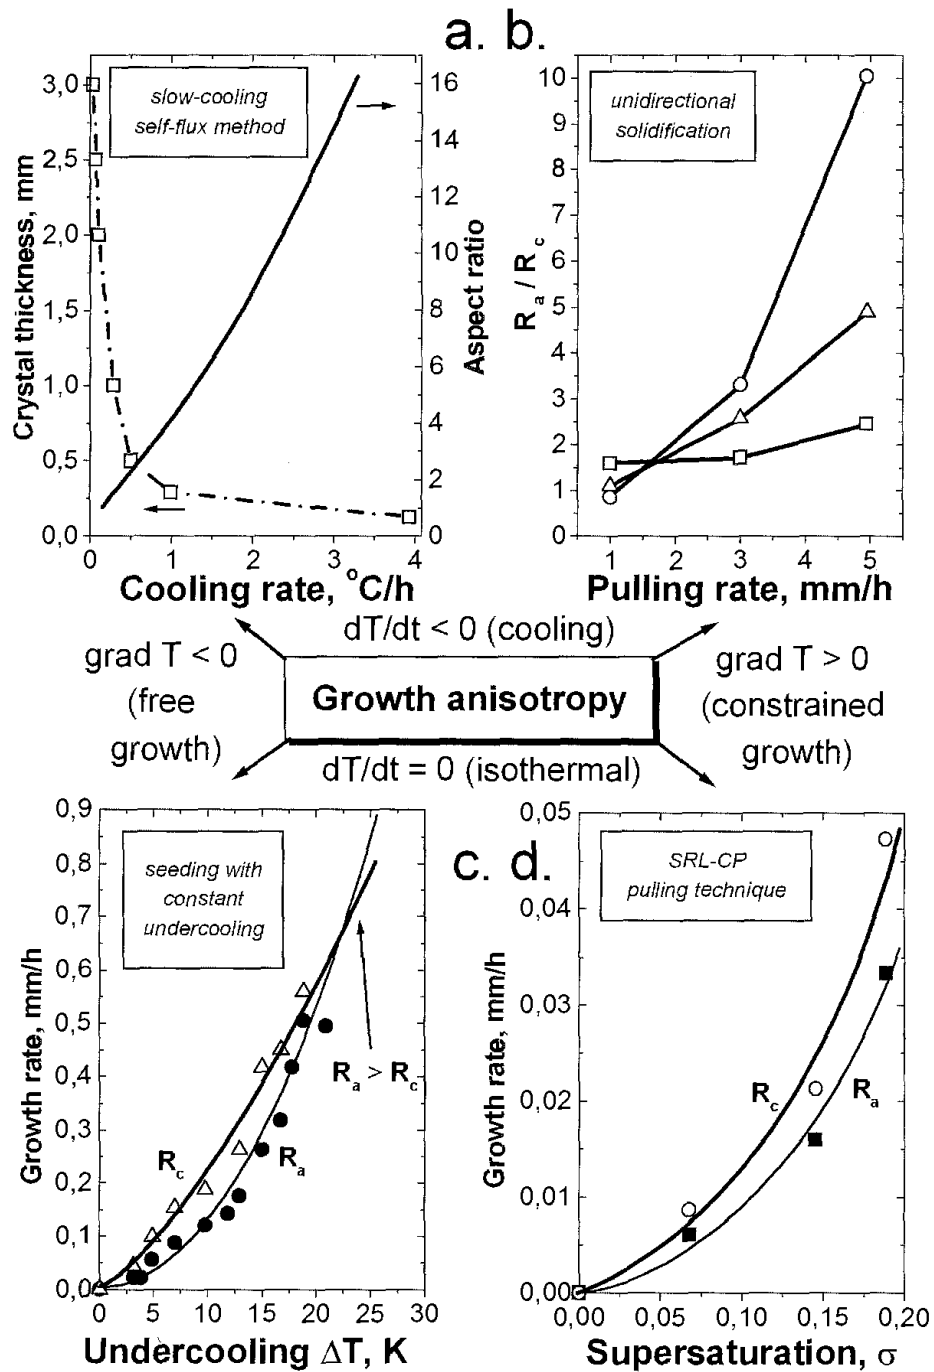 a. b.
slow-cooling
self-flux method
Crystal thickness, mm
3,0
2,5
2,0
1,5
1,0
0,5
0,0
16
14
12
10
8
6
4
2
0
Aspect ratio
0 1 2 3 4
Cooling rate, °C/h
unidirectional
solidification
R_a / R_c
10
9
8
7
6
5
4
3
2
1
0
1 2 3 4 5
Pulling rate, mm/h
dT/dt < 0 (cooling)
grad T < 0
(free
growth)
Growth anisotropy
grad T > 0
(constrained
growth)
dT/dt = 0 (isothermal)
c. d.
seeding with
constant
undercooling
Growth rate, mm/h
0,9
0,8
0,7
0,6
0,5
0,4
0,3
0,2
0,1
0,0
R_a > R_c
R_c
R_a
0 5 10 15 20 25 30
Undercooling ΔT, K
SRL-CP
pulling technique
Growth rate, mm/h
0,05
0,04
0,03
0,02
0,01
0,00
R_c
R_a
0,00 0,05 0,10 0,15 0,20
Supersaturation, σ